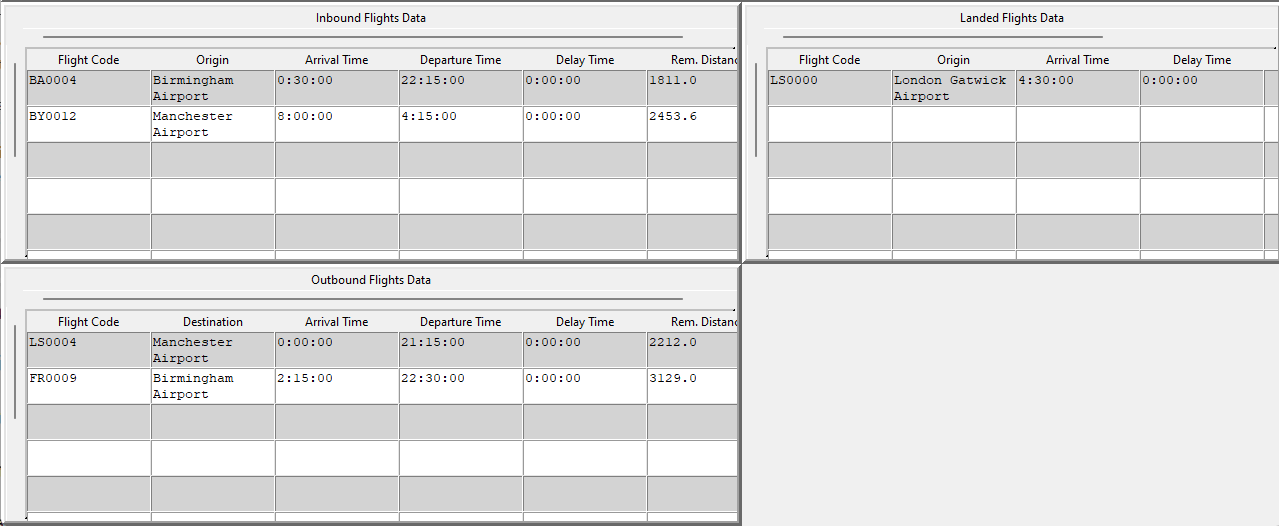 Inbound Flights Data
Flight Code Origin Arrival Time Departure Time Delay Time Rem. Distanc
BA0004 Birmingham Airport 0:30:00 22:15:00 0:00:00 1811.0
BY0012 Manchester Airport 8:00:00 4:15:00 0:00:00 2453.6
Landed Flights Data
Flight Code Origin Arrival Time Delay Time
LS0000 London Gatwick Airport 4:30:00 0:00:00
Outbound Flights Data
Flight Code Destination Arrival Time Departure Time Delay Time Rem. Distanc
LS0004 Manchester Airport 0:00:00 21:15:00 0:00:00 2212.0
FR0009 Birmingham Airport 2:15:00 22:30:00 0:00:00 3129.0